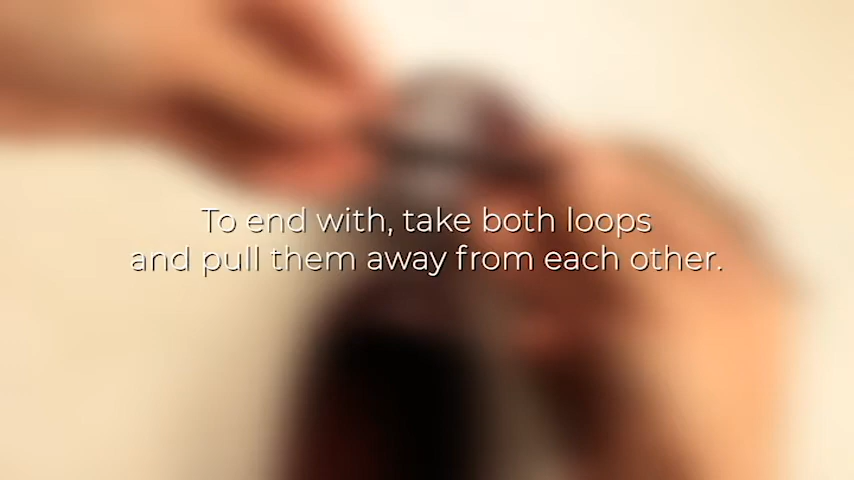 To end with, take both loops
and pull them away from each other.